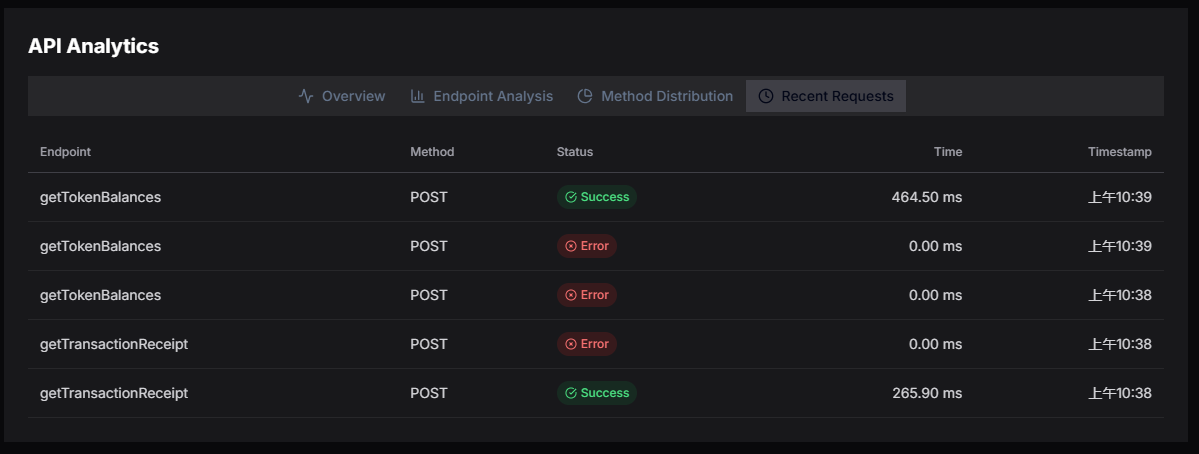 API Analytics
Overview Endpoint Analysis Method Distribution Recent Requests
Endpoint Method Status Time Timestamp
getTokenBalances POST Success 464.50 ms 上午10:39
getTokenBalances POST Error 0.00 ms 上午10:39
getTokenBalances POST Error 0.00 ms 上午10:38
getTransactionReceipt POST Error 0.00 ms 上午10:38
getTransactionReceipt POST Success 265.90 ms 上午10:38